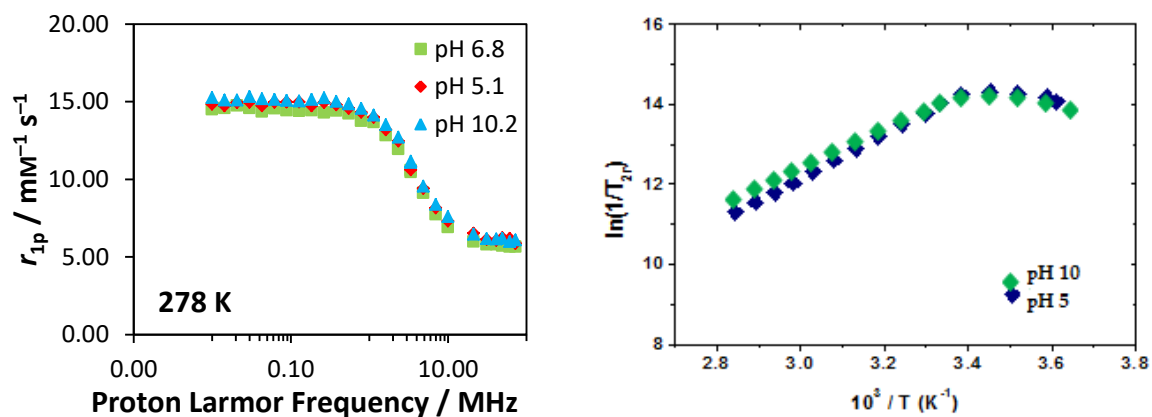 20.00
15.00
10.00
5.00
0.00
r₁ₚ / mM⁻¹ s⁻¹
pH 6.8
pH 5.1
pH 10.2
278 K
0.00 0.10 10.00
Proton Larmor Frequency / MHz
16
14
12
10
8
ln(1/T₂ᵣ)
pH 10
pH 5
2.8 3.0 3.2 3.4 3.6 3.8
10³ / T (K⁻¹)